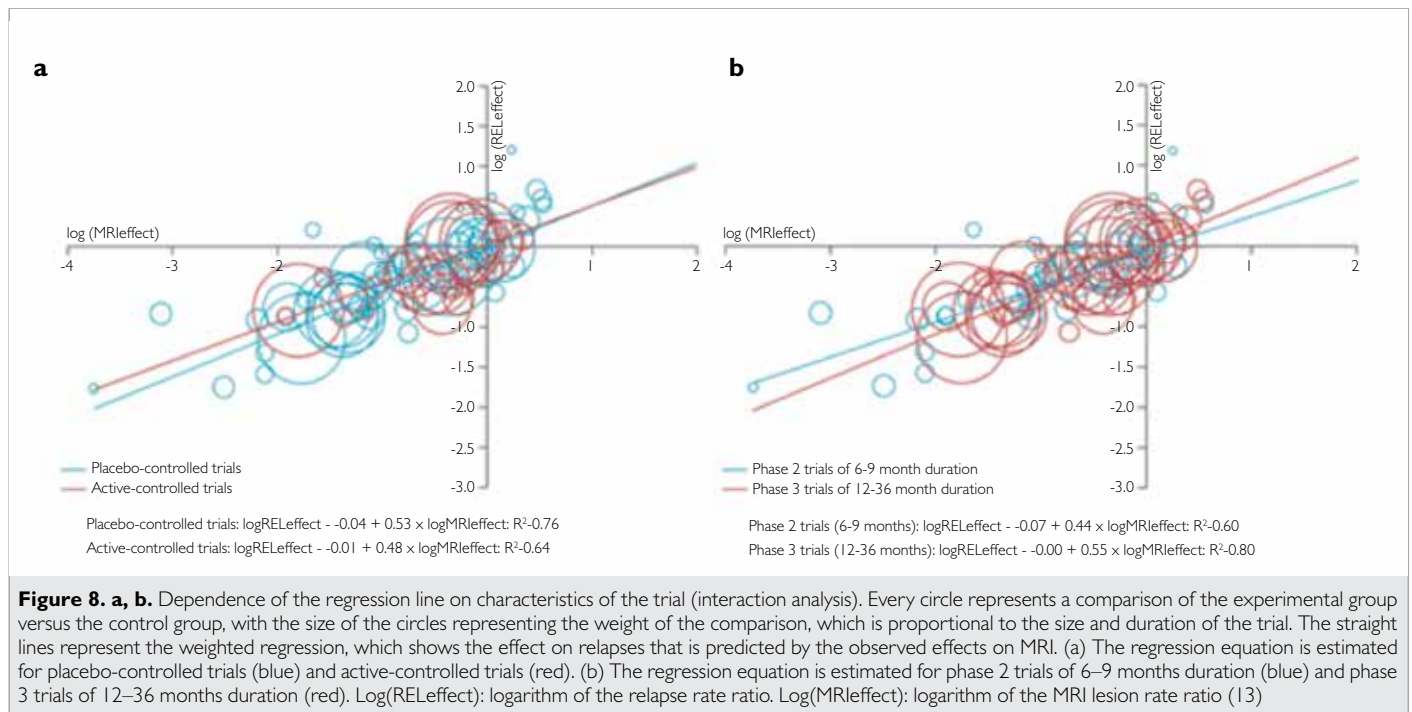 a
2.0
1.5
1.0
log (RELeffect)
log (MRIeffect)
-4
-3
-2
1
2
-1.0
-1.5
-2.0
-2.5
-3.0
Placebo-controlled trials
Active-controlled trials
Placebo-controlled trials: logRELeffect - -0.04 + 0.53 x logMRIeffect: R²-0.76
Active-controlled trials: logRELeffect - -0.01 + 0.48 x logMRIeffect: R²-0.64
b
2.0
1.5
1.0
log (RELeffect)
log (MRIeffect)
-4
-3
-2
1
2
-1.0
-1.5
-2.0
-2.5
-3.0
Phase 2 trials of 6-9 month duration
Phase 3 trials of 12-36 month duration
Phase 2 trials (6-9 months): logRELeffect - -0.07 + 0.44 x logMRIeffect: R²-0.60
Phase 3 trials (12-36 months): logRELeffect - -0.00 + 0.55 x logMRIeffect: R²-0.80
Figure 8. a, b. Dependence of the regression line on characteristics of the trial (interaction analysis). Every circle represents a comparison of the experimental group
versus the control group, with the size of the circles representing the weight of the comparison, which is proportional to the size and duration of the trial. The straight
lines represent the weighted regression, which shows the effect on relapses that is predicted by the observed effects on MRI. (a) The regression equation is estimated
for placebo-controlled trials (blue) and active-controlled trials (red). (b) The regression equation is estimated for phase 2 trials of 6–9 months duration (blue) and phase
3 trials of 12–36 months duration (red). Log(RELeffect): logarithm of the relapse rate ratio. Log(MRIeffect): logarithm of the MRI lesion rate ratio (13)